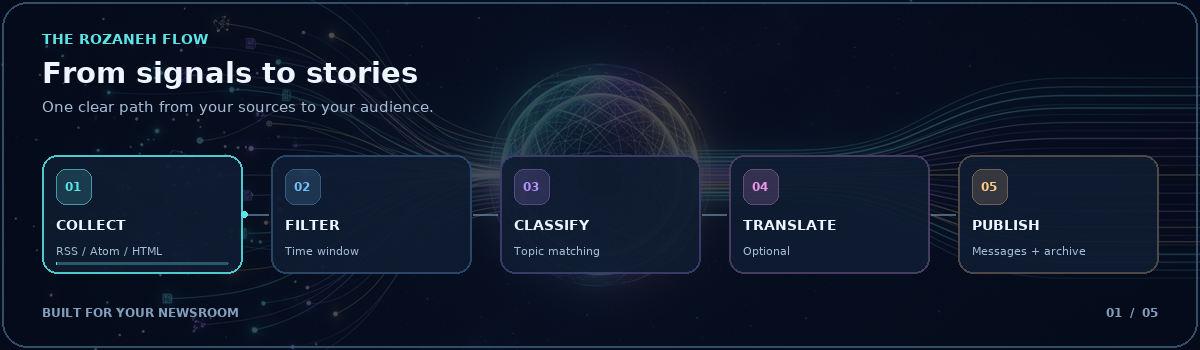 THE ROZANEH FLOW
From signals to stories
One clear path from your sources to your audience.
01
COLLECT
RSS / Atom / HTML
02
FILTER
Time window
03
CLASSIFY
Topic matching
04
TRANSLATE
Optional
05
PUBLISH
Messages + archive
BUILT FOR YOUR NEWSROOM
01 / 05